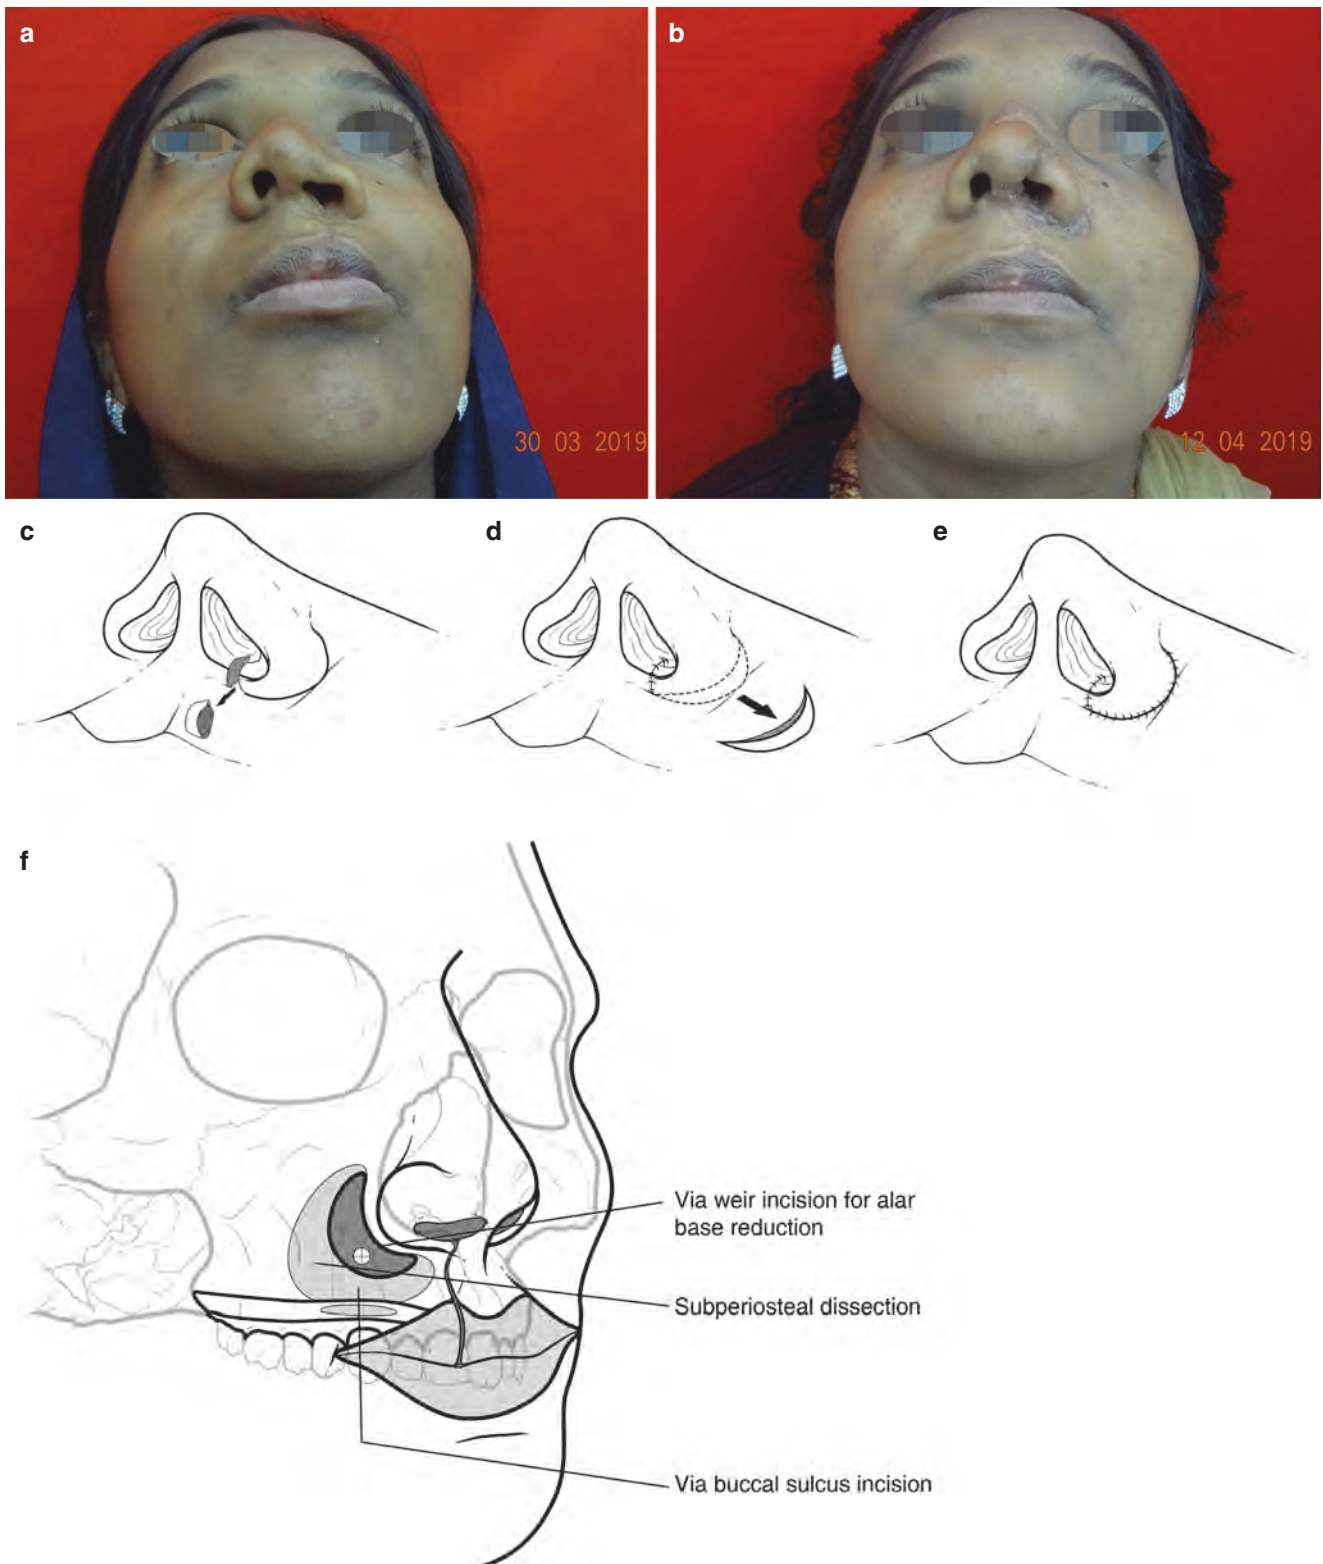 a
b
30 03 2019
12 04 2019
c
d
e
f
Via weir incision for alar
base reduction
Subperiosteal dissection
Via buccal sulcus incision